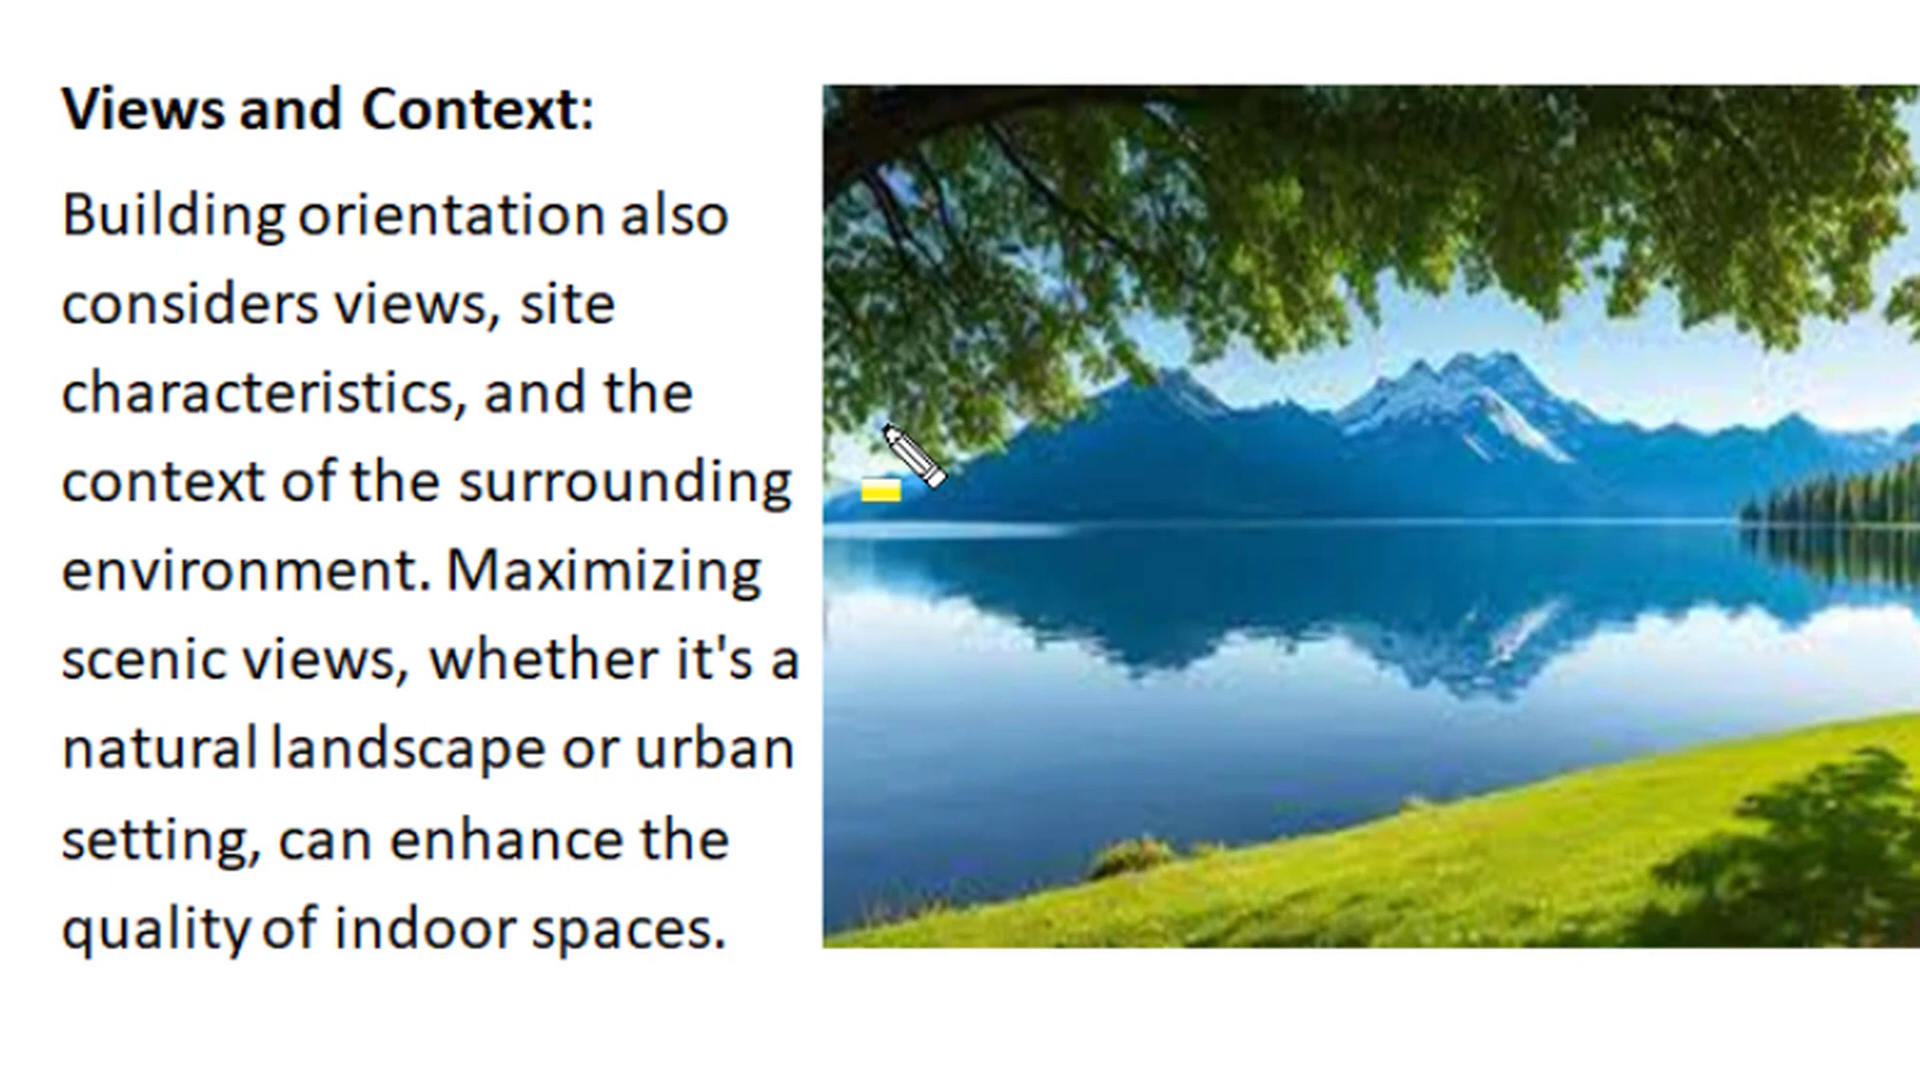 Views and Context:
Building orientation also
considers views, site
characteristics, and the
context of the surrounding
environment. Maximizing
scenic views, whether it's a
natural landscape or urban
setting, can enhance the
quality of indoor spaces.